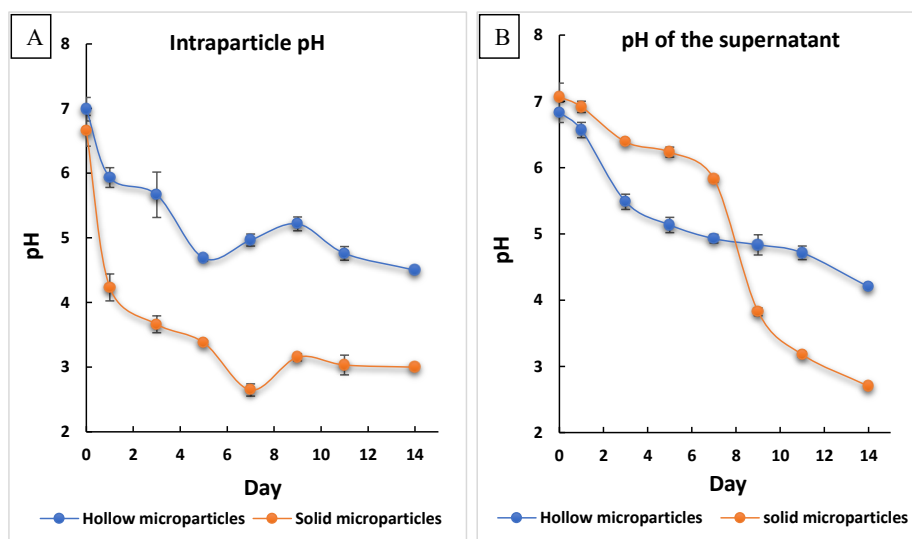 A
Intraparticle pH
8
7
6
5
4
3
2
pH
0 2 4 6 8 10 12 14
Day
Hollow microparticles Solid microparticles
B
pH of the supernatant
8
7
6
5
4
3
2
pH
0 2 4 6 8 10 12 14
Day
Hollow microparticles solid microparticles